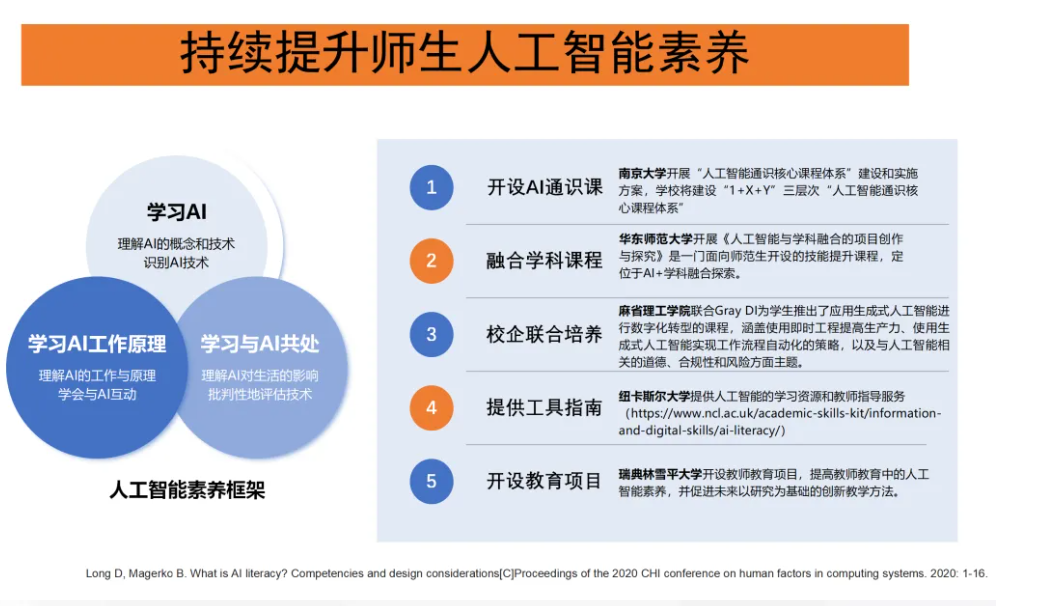 持续提升师生人工智能素养
学习AI
理解AI的概念和技术
识别AI技术
学习AI工作原理
理解AI的工作与原理
学会与AI互动
学习与AI共处
理解AI对生活的影响
批判性地评估技术
人工智能素养框架
1
开设AI通识课
南京大学开展“人工智能通识核心课程体系”建设和实施
方案，学校将建设“1+X+Y”三层次“人工智能通识核
心课程体系”
2
融合学科课程
华东师范大学开展《人工智能与学科融合的项目创作
与探究》是一门面向师范生开设的技能提升课程，定
位于AI+学科融合探索。
3
校企联合培养
麻省理工学院联合Gray DI为学生推出了应用生成式人工智能进
行数字化转型的课程，涵盖使用即时工程提高生产力、使用生
成式人工智能实现工作流程自动化的策略，以及与人工智能相
关的道德、合规性和风险方面主题。
4
提供工具指南
纽卡斯尔大学提供人工智能的学习资源和教师指导服务
（https://www.ncl.ac.uk/academic-skills-kit/information-
and-digital-skills/ai-literacy/）
5
开设教育项目
瑞典林雪平大学开设教师教育项目，提高教师教育中的人工
智能素养，并促进未来以研究为基础的创新教学方法。
Long D, Magerko B. What is AI literacy? Competencies and design considerations[C]Proceedings of the 2020 CHI conference on human factors in computing systems. 2020: 1-16.